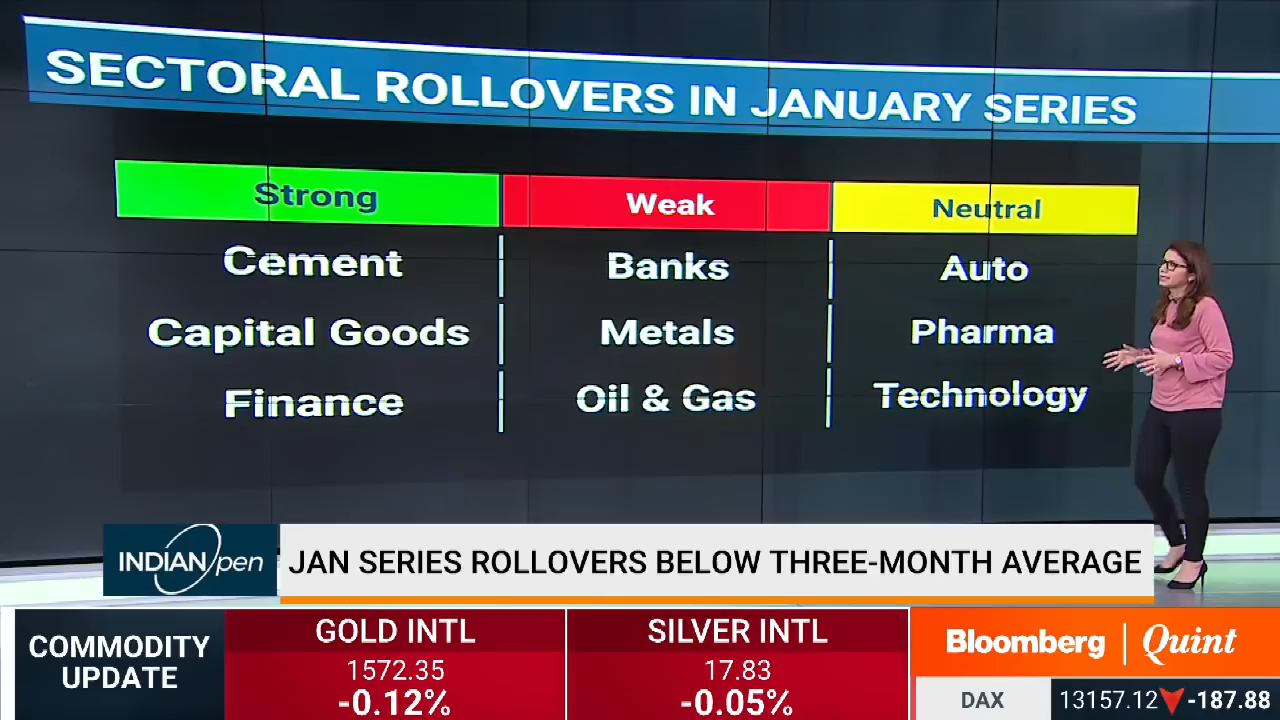 SECTORAL ROLLOVERS IN JANUARY SERIES
Strong
Weak
Neutral
Cement
Banks
Auto
Capital Goods
Metals
Pharma
Finance
Oil & Gas
Technology
INDIAN Open
JAN SERIES ROLLOVERS BELOW THREE-MONTH AVERAGE
COMMODITY
UPDATE
GOLD INTL
1572.35
-0.12%
SILVER INTL
17.83
-0.05%
Bloomberg | Quint
DAX
13157.12 -187.88